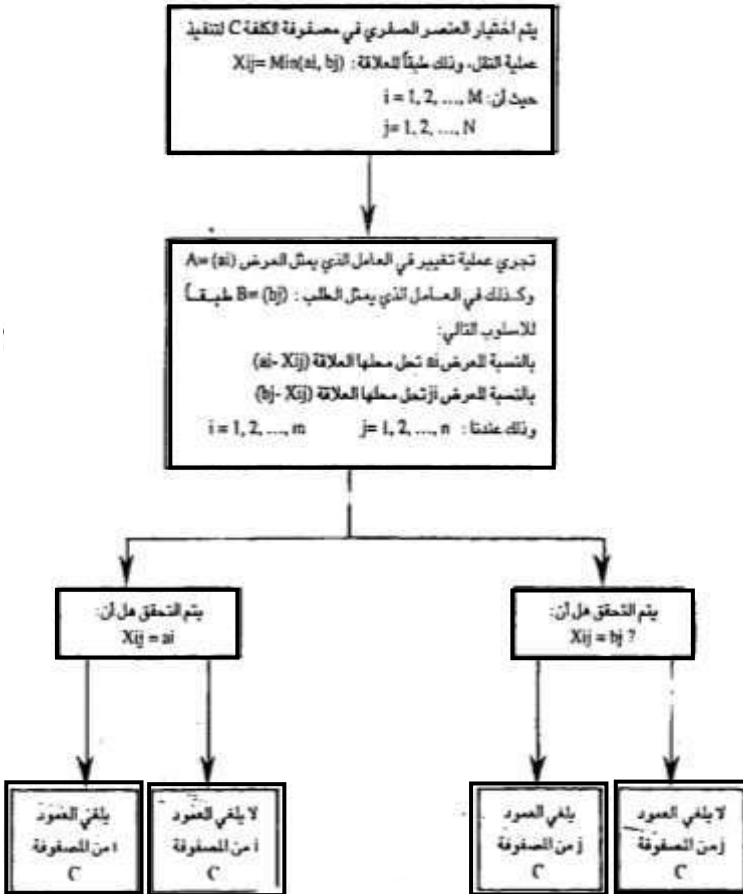 يتم اختيار العنصر الصفري في مصفوفة الكلفة C لتنفيذ
عملية النقل، وذلك طبقاً للعلاقة: Xij= Min(ai, bj)
حيث أن: i = 1, 2, ..., M
j= 1, 2, ..., N
تجري عملية تغيير في العامل الذي يمثل العرض A= (ai)
وكذلك في العامل الذي يمثل الطلب: B= (bj) طبقاً
للاسلوب التالي:
بالنسبة للعرض ai تحل محلها العلاقة (ai- Xij)
بالنسبة للعرض تحل محلها العلاقة (bj- Xij)
وذلك عندنا: j= 1, 2, ..., n i = 1, 2, ..., m
يتم التحقق هل أن:
Xij = bj ?
يتم التحقق هل أن:
Xij = ai
لا يلغي العمود
j من المصفوفة
C
يلغي العمود
j من المصفوفة
C
لا يلغي العمود
i من المصفوفة
C
يلغي العمود
i من المصفوفة
C